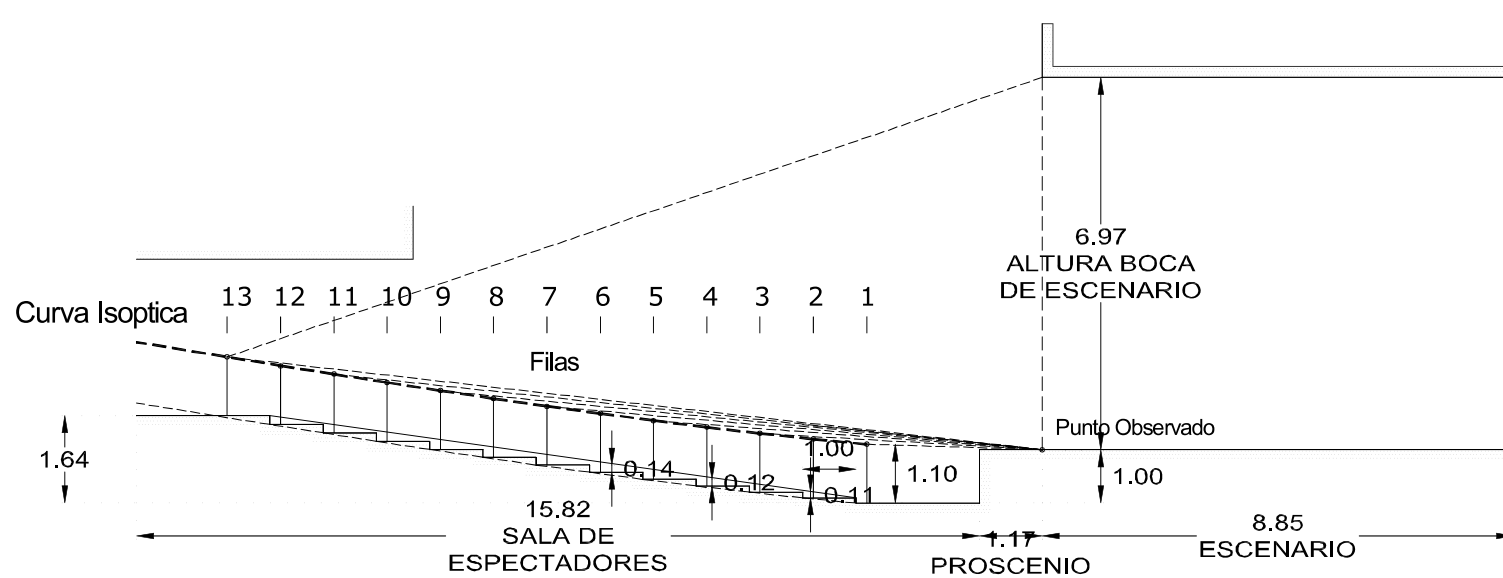 6.97
ALTURA BOCA
DE ESCENARIO
13 12 11 10 9 8 7 6 5 4 3 2 1
Curva Isoptica
Filas
Punto Observado
1.00
1.64
0.14
0.12
0.11
1.10
1.00
15.82
SALA DE
ESPECTADORES
1.17
PROSCENIO
8.85
ESCENARIO